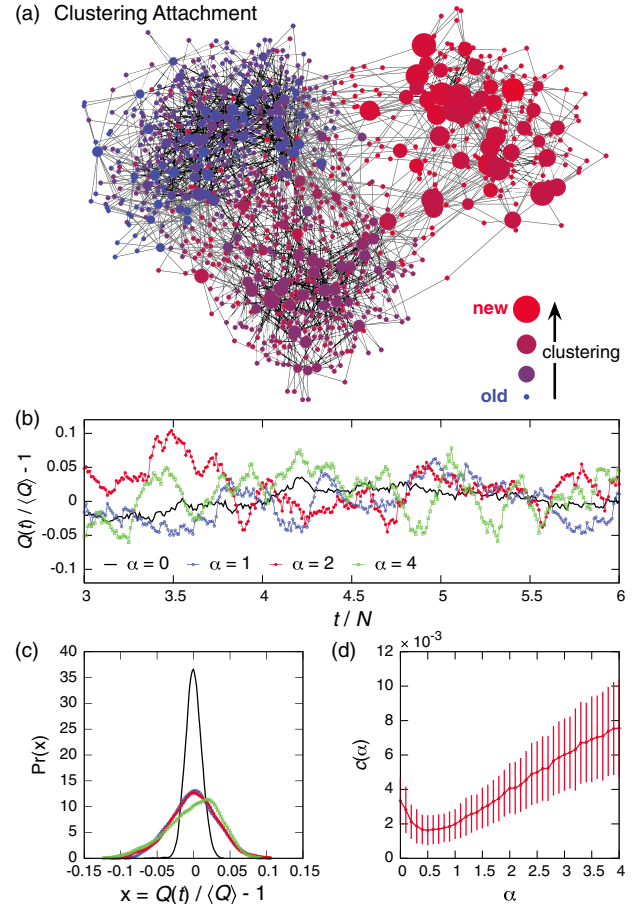 (a) Clustering Attachment
new
clustering
old
(b)
0.1
0.05
0
-0.05
-0.1
Q(t) / ⟨Q⟩ - 1
α = 0 α = 1 α = 2 α = 4
3 3.5 4 4.5 5 5.5 6
t / N
(c)
40
35
30
25
20
15
10
5
0
Pr(x)
-0.15 -0.1 -0.05 0 0.05 0.1 0.15
x = Q(t) / ⟨Q⟩ - 1
(d)
× 10⁻³
12
10
8
6
4
2
0
c(α)
0 0.5 1 1.5 2 2.5 3 3.5 4
α